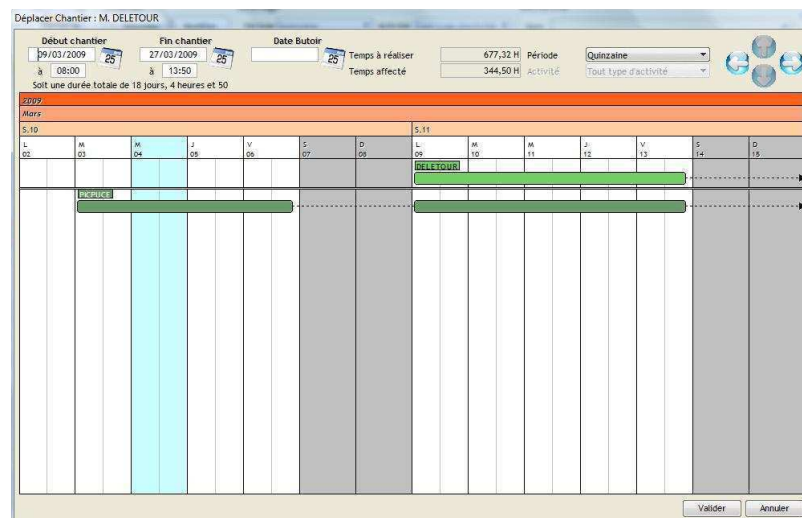 Déplacer Chantier : M. DELETOUR
Début chantier Fin chantier Date Butoir
09/03/2009 25 27/03/2009 25 25 Temps à réaliser 677,32 H Période Quinzaine
à 08:00 à 13:50 Temps affecté 344,50 H Activité Tout type d'activité
Soit une durée totale de 18 jours, 4 heures et 50
2009
Mars
S.10 S.11
L M M J V S D L M M J V S D
02 03 04 05 06 07 08 09 10 11 12 13 14 15
DELETOUR
PICPUCE
Valider Annuler